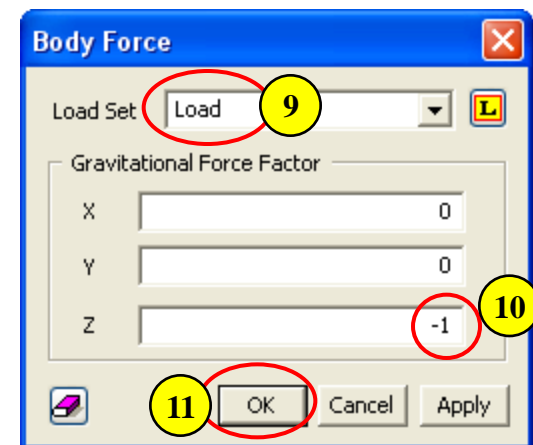 Body Force
Load Set Load 9 L
Gravitational Force Factor
X 0
Y 0
Z -1 10
11 OK Cancel Apply